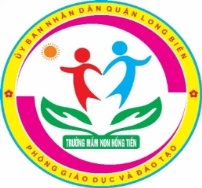 ỦY BAN NHÂN DÂN QUẬN LONG BIÊN
TRƯỜNG MẦM NON HỒNG TIẾN
PHÒNG GIÁO DỤC VÀ ĐÀO TẠO